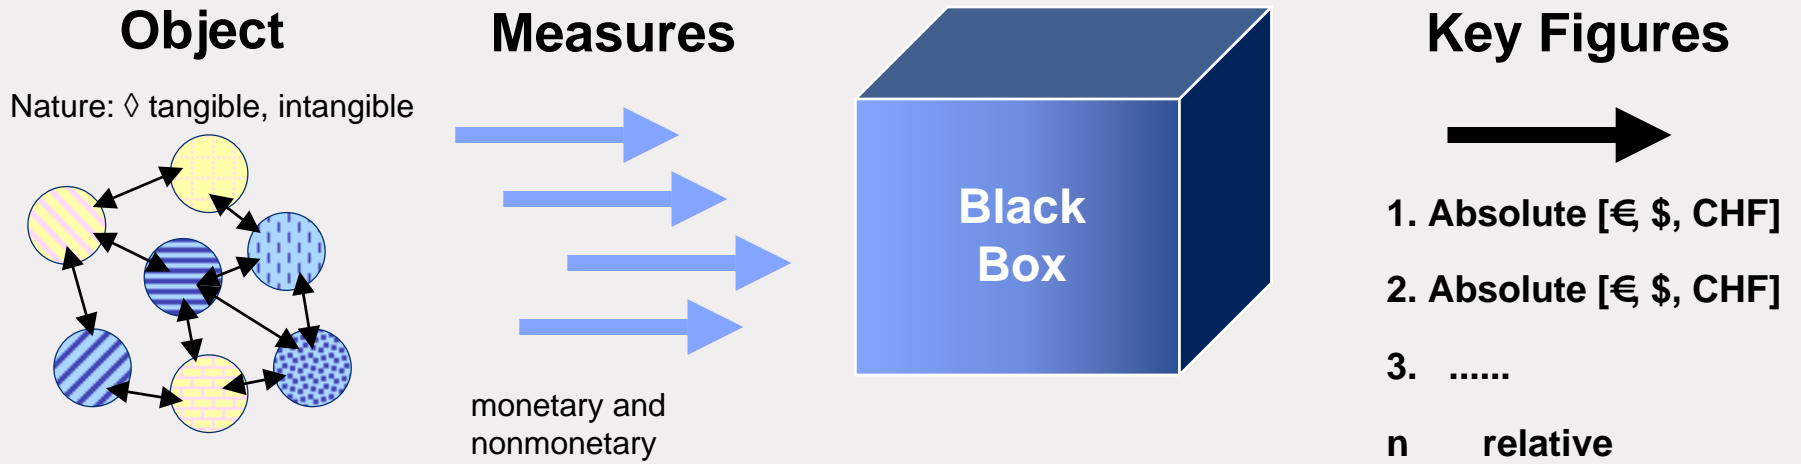 Object
Measures
Key Figures
Nature: ◊ tangible, intangible
Black
Box
monetary and
nonmonetary
1. Absolute [€, $, CHF]
2. Absolute [€, $, CHF]
3. ......
n relative